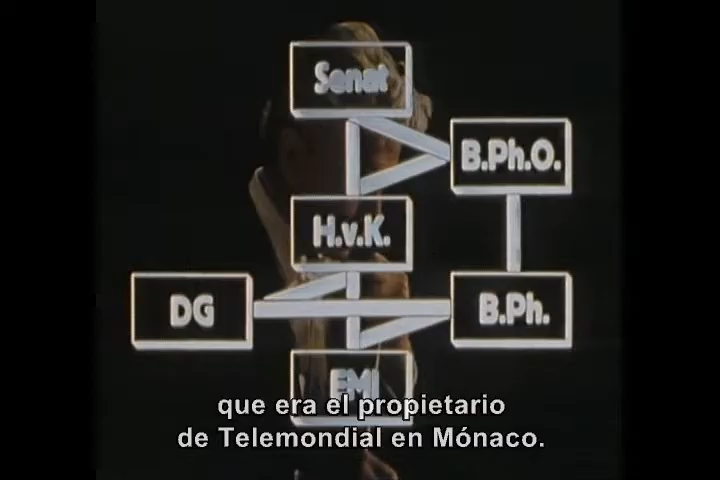 Senat
B.Ph.O.
H.v.K.
DG
B.Ph.
EMI
que era el propietario
de Telemondial en Mónaco.